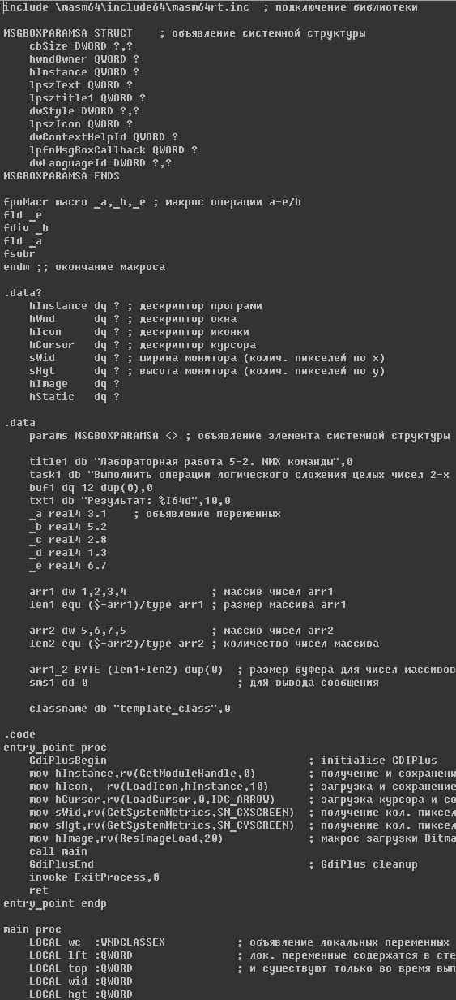 include \masm64\include64\masm64rt.inc  ; подключение библиотеки

MSGBOXPARAMSA STRUCT    ; объявление системной структуры
    cbSize DWORD ?,?
    hwndOwner QWORD ?
    hInstance QWORD ?
    lpszText QWORD ?
    lpsztitle1 QWORD ?
    dwStyle DWORD ?,?
    lpszIcon QWORD ?
    dwContextHelpId QWORD ?
    lpfnMsgBoxCallback QWORD ?
    dwLanguageId DWORD ?,?
MSGBOXPARAMSA ENDS

fpuMacr macro _a,_b,_e ; макрос операции a-e/b
fld _e
fdiv _b
fld _a
fsubr
endm ;; окончание макроса

.data?
    hInstance dq ? ; дескриптор програми
    hWnd      dq ? ; дескриптор окна
    hIcon     dq ? ; дескриптор иконки
    hCursor   dq ? ; дескриптор курсора
    sWid      dq ? ; ширина монитора (колич. пикселей по x)
    sHgt      dq ? ; высота монитора (колич. пикселей по y)
    hImage    dq ?
    hStatic   dq ?

.data
    params MSGBOXPARAMSA <> ; объявление элемента системной структуры

    title1 db "Лабораторная работа 5-2. MMX команды",0
    task1 db "Выполнить операции логического сложения целых чисел 2-х
    buf1 dq 12 dup(0),0
    txt1 db "Результат: %I64d",10,0
    _a real4 3.1    ; объявление переменных
    _b real4 5.2
    _c real4 2.8
    _d real4 1.3
    _e real4 6.7

    arr1 dw 1,2,3,4             ; массив чисел arr1
    len1 equ ($-arr1)/type arr1 ; размер массива arr1

    arr2 dw 5,6,7,5             ; массив чисел arr2
    len2 equ ($-arr2)/type arr2 ; количество чисел массива

    arr1_2 BYTE (len1+len2) dup(0)  ; размер буфера для чисел массивов
    sms1 dd 0                       ; длЯ вывода сообщения

    classname db "template_class",0

.code
entry_point proc
    GdiPlusBegin                               ; initialise GDIPlus
    mov hInstance,rv(GetModuleHandle,0)        ; получение и сохранени
    mov hIcon,  rv(LoadIcon,hInstance,10)      ; загрузка и сохранение
    mov hCursor,rv(LoadCursor,0,IDC_ARROW)     ; загрузка курсора и со
    mov sWid,rv(GetSystemMetrics,SM_CXSCREEN)  ; получение кол. пиксел
    mov sHgt,rv(GetSystemMetrics,SM_CYSCREEN)  ; получение кол. пиксел
    mov hImage,rv(ResImageLoad,20)             ; макрос загрузки Bitma
    call main
    GdiPlusEnd                                 ; GdiPlus cleanup
    invoke ExitProcess,0
    ret
entry_point endp

main proc
    LOCAL wc  :WNDCLASSEX           ; объявление локальных переменных
    LOCAL lft :QWORD                ; лок. переменные содержатся в сте
    LOCAL top :QWORD                ; и существуют только во время вып
    LOCAL wid :QWORD
    LOCAL hgt :QWORD